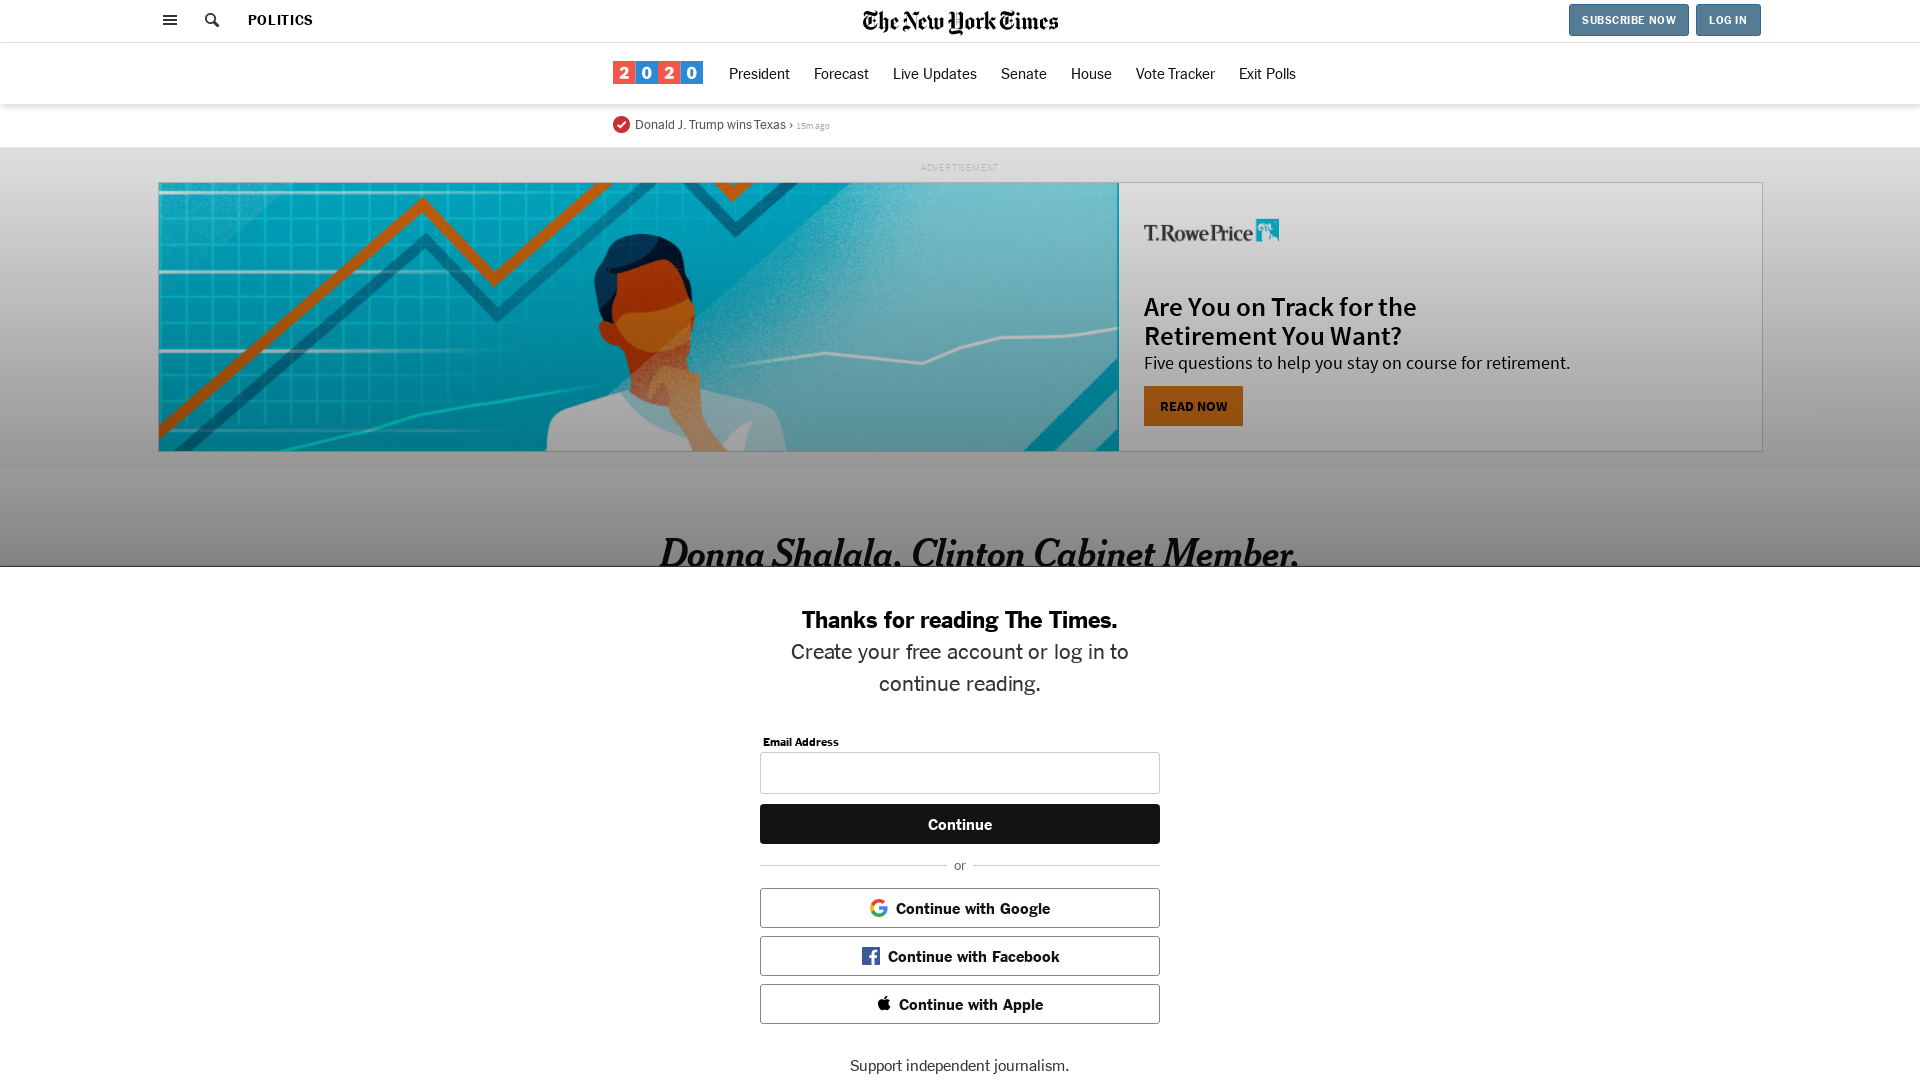 POLITICS
The New York Times
SUBSCRIBE NOW
LOG IN
2020
President
Forecast
Live Updates
Senate
House
Vote Tracker
Exit Polls
Donald J. Trump wins Texas › 15m ago
ADVERTISEMENT
T.RowePrice
Are You on Track for the
Retirement You Want?
Five questions to help you stay on course for retirement.
READ NOW
Donna Shalala, Clinton Cabinet Member,
Thanks for reading The Times.
Create your free account or log in to
continue reading.
Email Address
Continue
or
Continue with Google
Continue with Facebook
Continue with Apple
Support independent journalism.